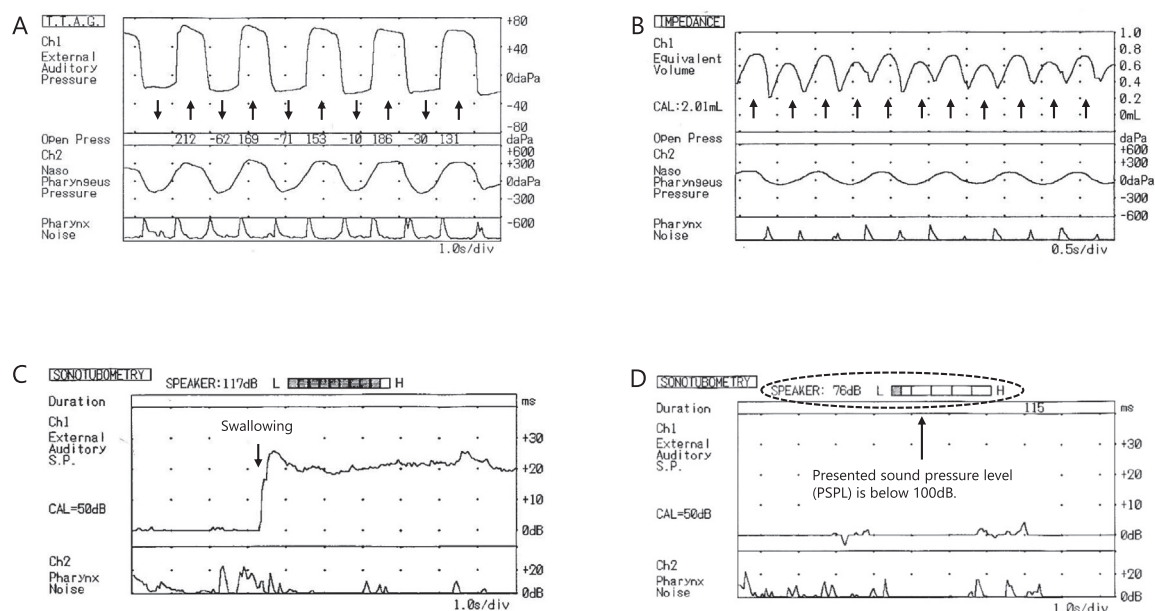 A
T.T.A.G.
Ch1
External
Auditory
Pressure
+80
+40
0daPa
-40
-80
Open Press 212 -62 169 -71 153 -10 186 -30 131 daPa
Ch2
Naso
Pharyngeus
Pressure
+600
+300
0daPa
-300
-600
Pharynx
Noise
1.0s/div
B
IMPEDANCE
Ch1
Equivalent
Volume
CAL:2.01mL
1.0
0.8
0.6
0.4
0.2
0mL
Open Press daPa
Ch2
Naso
Pharyngeus
Pressure
+600
+300
0daPa
-300
-600
Pharynx
Noise
0.5s/div
C
SONOTUBOMETRY SPEAKER:117dB L H
Duration ms
Ch1
External
Auditory
S.P.
CAL=50dB
Swallowing
+30
+20
+10
0dB
Ch2
Pharynx
Noise
+20
0dB
1.0s/div
D
SONOTUBOMETRY SPEAKER: 76dB L H
Duration 115 ms
Ch1
External
Auditory
S.P.
CAL=50dB
Presented sound pressure level
(PSPL) is below 100dB.
+30
+20
+10
0dB
Ch2
Pharynx
Noise
+20
0dB
1.0s/div